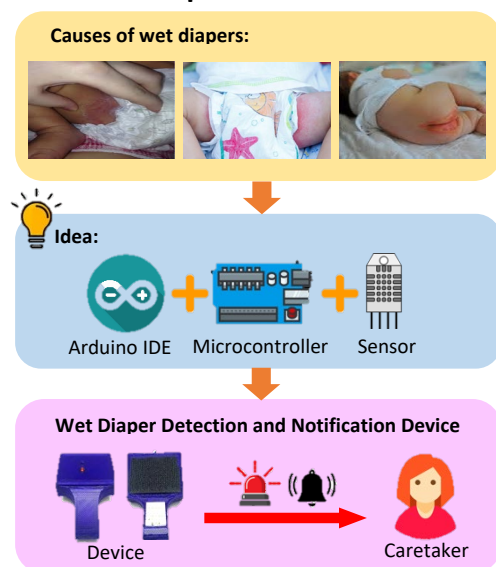 Causes of wet diapers:
Idea:
Arduino IDE Microcontroller Sensor
Wet Diaper Detection and Notification Device
Device Caretaker